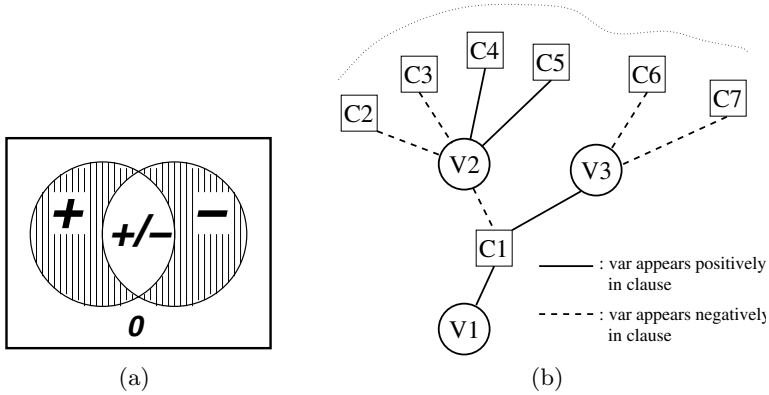 +
+/−
−
0
(a)
C2
C3
C4
C5
C6
C7
V2
V3
C1
V1
: var appears positively
in clause
: var appears negatively
in clause
(b)